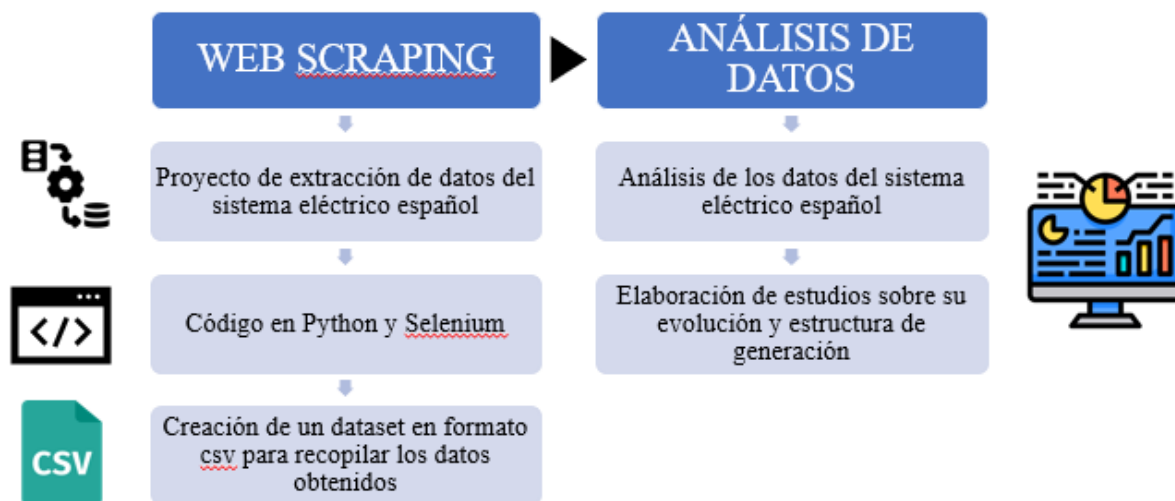 WEB SCRAPING
Proyecto de extracción de datos del
sistema eléctrico español
Código en Python y Selenium
Creación de un dataset en formato
csv para recopilar los datos
obtenidos
ANÁLISIS DE
DATOS
Análisis de los datos del sistema
eléctrico español
Elaboración de estudios sobre su
evolución y estructura de
generación
</>
CSV